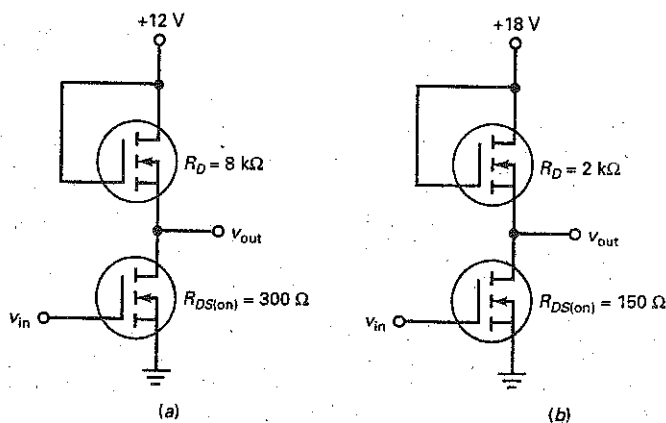 +12 V
R_D = 8 kΩ
v_out
R_DS(on) = 300 Ω
v_in
(a)
+18 V
R_D = 2 kΩ
v_out
R_DS(on) = 150 Ω
v_in
(b)